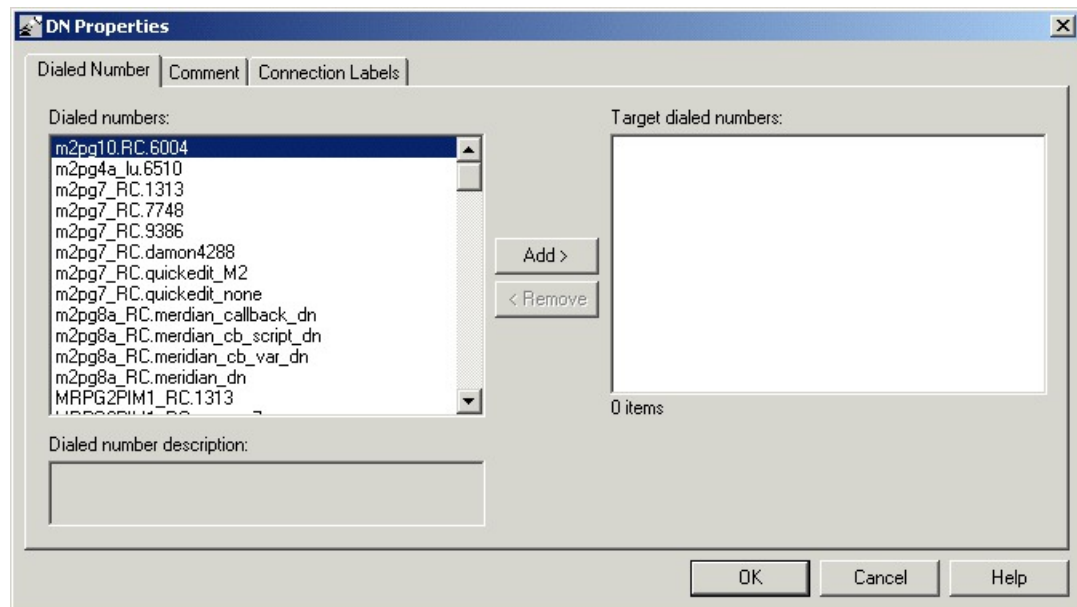 DN Properties
Dialed Number Comment Connection Labels
Dialed numbers:
m2pg10.RC.6004
m2pg4a_lu.6510
m2pg7_RC.1313
m2pg7_RC.7748
m2pg7_RC.9386
m2pg7_RC.damon4288
m2pg7_RC.quickedit_M2
m2pg7_RC.quickedit_none
m2pg8a_RC.merdian_callback_dn
m2pg8a_RC.merdian_cb_script_dn
m2pg8a_RC.meridian_cb_var_dn
m2pg8a_RC.meridian_dn
MRPG2PIM1_RC.1313
Add >
< Remove
Target dialed numbers:
0 items
Dialed number description:
OK Cancel Help